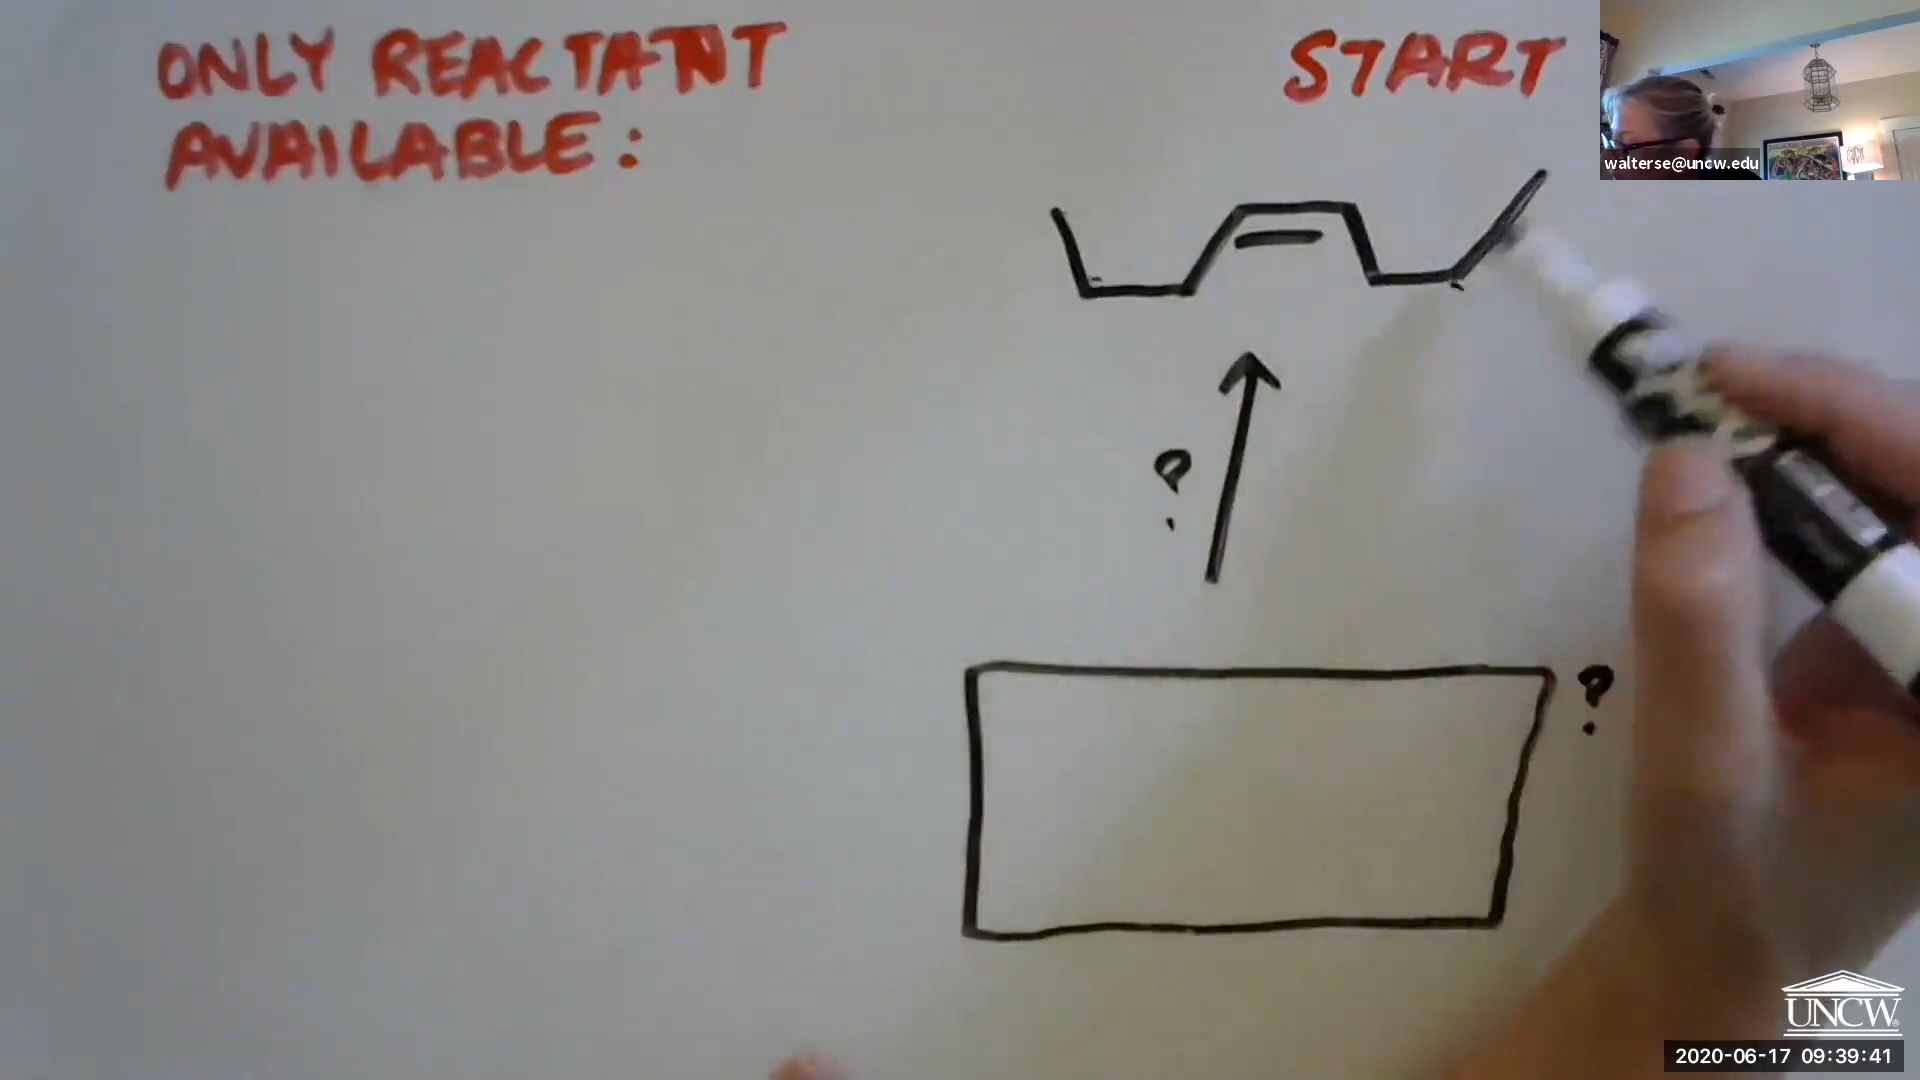 ONLY REACTANT
AVAILABLE:
START
walterse@uncw.edu
?
?
UNCW
2020-06-17 09:39:41